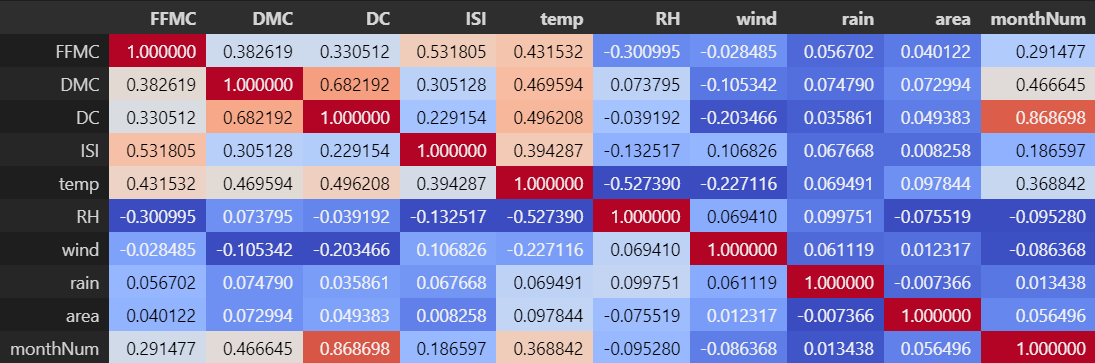 FFMC DMC DC ISI temp RH wind rain area monthNum
FFMC 1.000000 0.382619 0.330512 0.531805 0.431532 -0.300995 -0.028485 0.056702 0.040122 0.291477
DMC 0.382619 1.000000 0.682192 0.305128 0.469594 0.073795 -0.105342 0.074790 0.072994 0.466645
DC 0.330512 0.682192 1.000000 0.229154 0.496208 -0.039192 -0.203466 0.035861 0.049383 0.868698
ISI 0.531805 0.305128 0.229154 1.000000 0.394287 -0.132517 0.106826 0.067668 0.008258 0.186597
temp 0.431532 0.469594 0.496208 0.394287 1.000000 -0.527390 -0.227116 0.069491 0.097844 0.368842
RH -0.300995 0.073795 -0.039192 -0.132517 -0.527390 1.000000 0.069410 0.099751 -0.075519 -0.095280
wind -0.028485 -0.105342 -0.203466 0.106826 -0.227116 0.069410 1.000000 0.061119 0.012317 -0.086368
rain 0.056702 0.074790 0.035861 0.067668 0.069491 0.099751 0.061119 1.000000 -0.007366 0.013438
area 0.040122 0.072994 0.049383 0.008258 0.097844 -0.075519 0.012317 -0.007366 1.000000 0.056496
monthNum 0.291477 0.466645 0.868698 0.186597 0.368842 -0.095280 -0.086368 0.013438 0.056496 1.000000